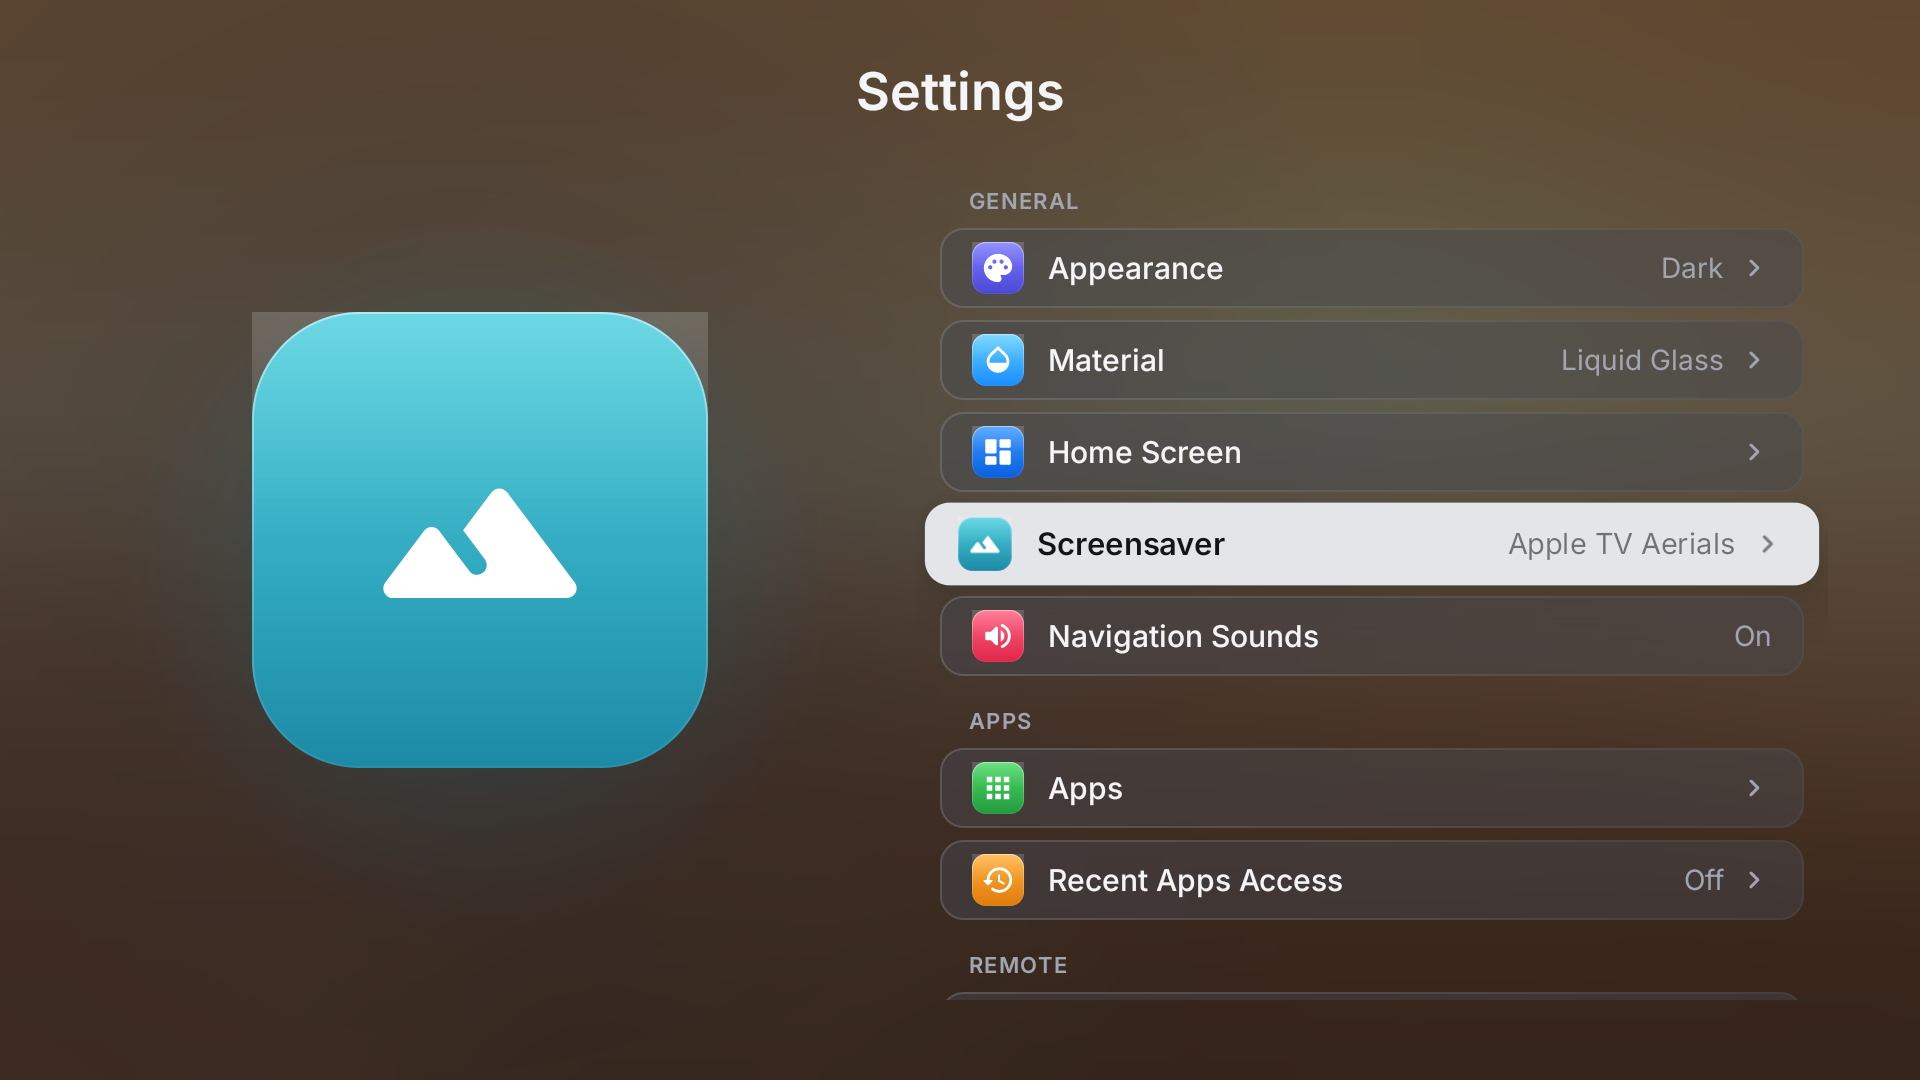 Settings
GENERAL
Appearance Dark
Material Liquid Glass
Home Screen
Screensaver Apple TV Aerials
Navigation Sounds On
APPS
Apps
Recent Apps Access Off
REMOTE